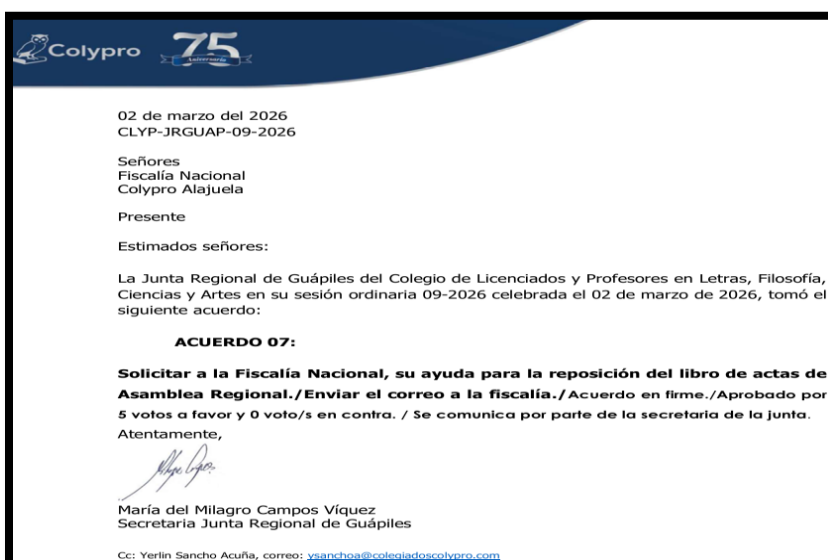 Colypro
75
Aniversario
02 de marzo del 2026
CLYP-JRGUAP-09-2026
Señores
Fiscalía Nacional
Colypro Alajuela
Presente
Estimados señores:
La Junta Regional de Guápiles del Colegio de Licenciados y Profesores en Letras, Filosofía,
Ciencias y Artes en su sesión ordinaria 09-2026 celebrada el 02 de marzo de 2026, tomó el
siguiente acuerdo:
ACUERDO 07:
Solicitar a la Fiscalía Nacional, su ayuda para la reposición del libro de actas de
Asamblea Regional./Enviar el correo a la fiscalía./Acuerdo en firme./Aprobado por
5 votos a favor y 0 voto/s en contra. / Se comunica por parte de la secretaria de la junta.
Atentamente,
María del Milagro Campos Víquez
Secretaria Junta Regional de Guápiles
Cc: Yerlin Sancho Acuña, correo: ysanchoa@colegiadoscolypro.com